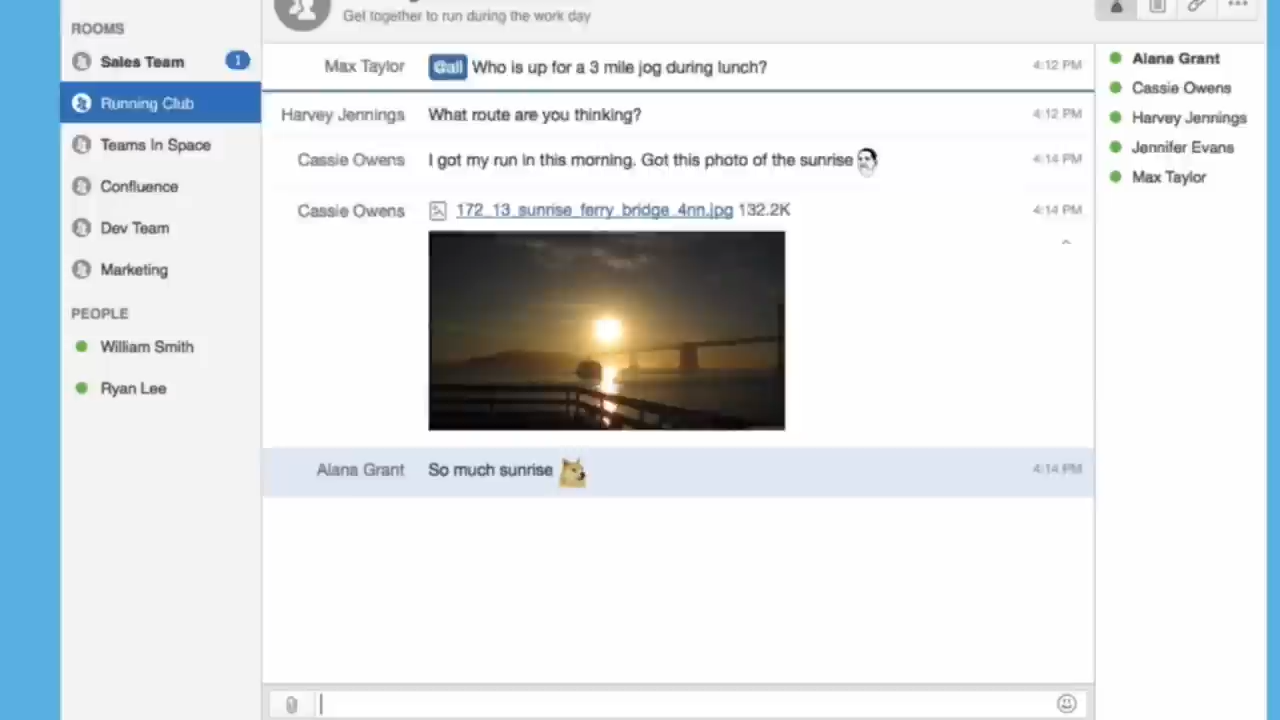 ROOMS
Sales Team 1
Running Club
Teams In Space
Confluence
Dev Team
Marketing
PEOPLE
William Smith
Ryan Lee
Get together to run during the work day
Max Taylor @all Who is up for a 3 mile jog during lunch? 4:12 PM
Harvey Jennings What route are you thinking? 4:12 PM
Cassie Owens I got my run in this morning. Got this photo of the sunrise 4:14 PM
Cassie Owens 172_13_sunrise_ferry_bridge_4nn.jpg 132.2K 4:14 PM
Alana Grant So much sunrise 4:14 PM
Alana Grant
Cassie Owens
Harvey Jennings
Jennifer Evans
Max Taylor